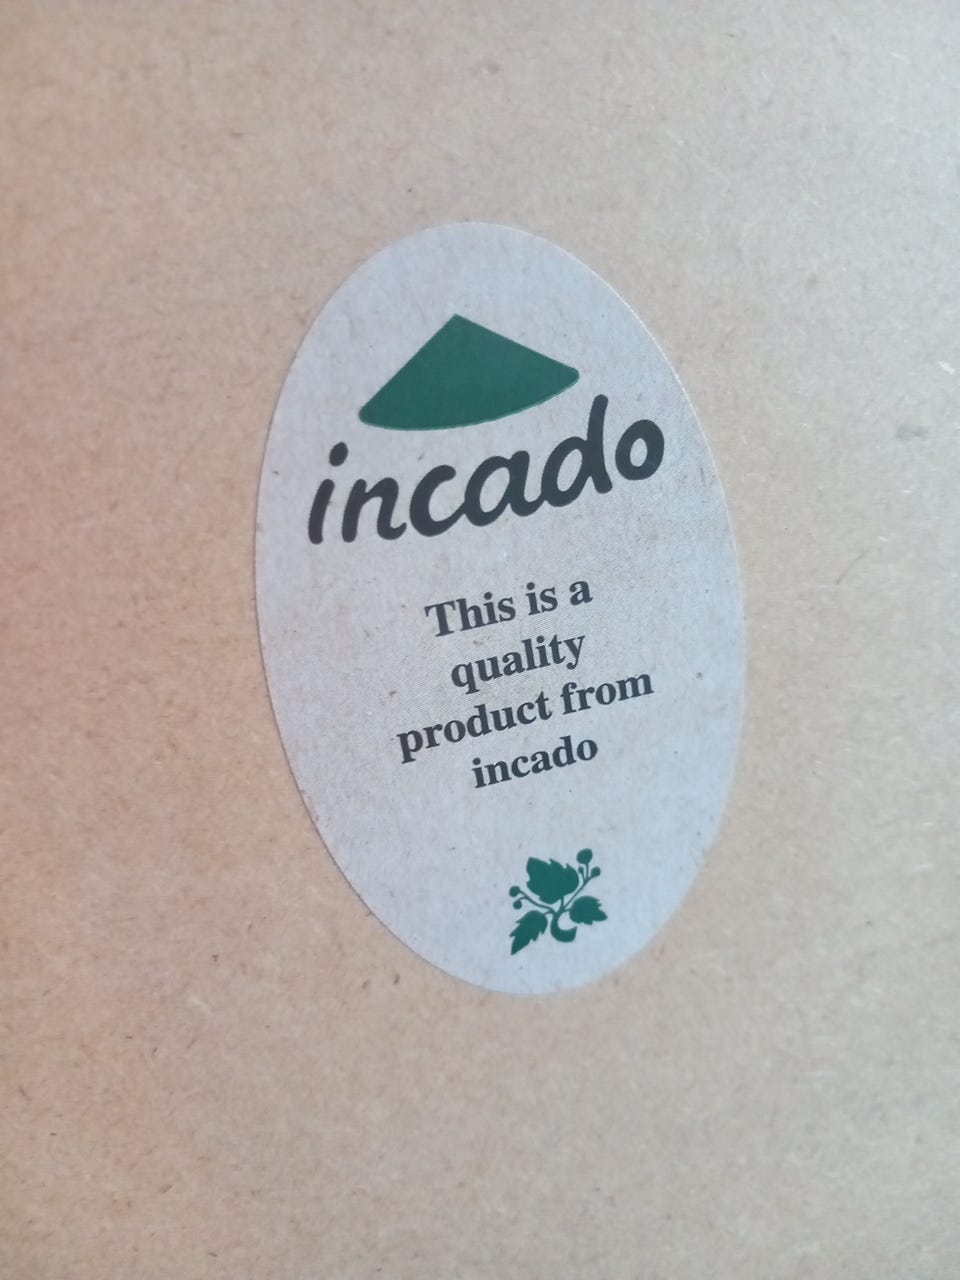 incado
This is a
quality
product from
incado